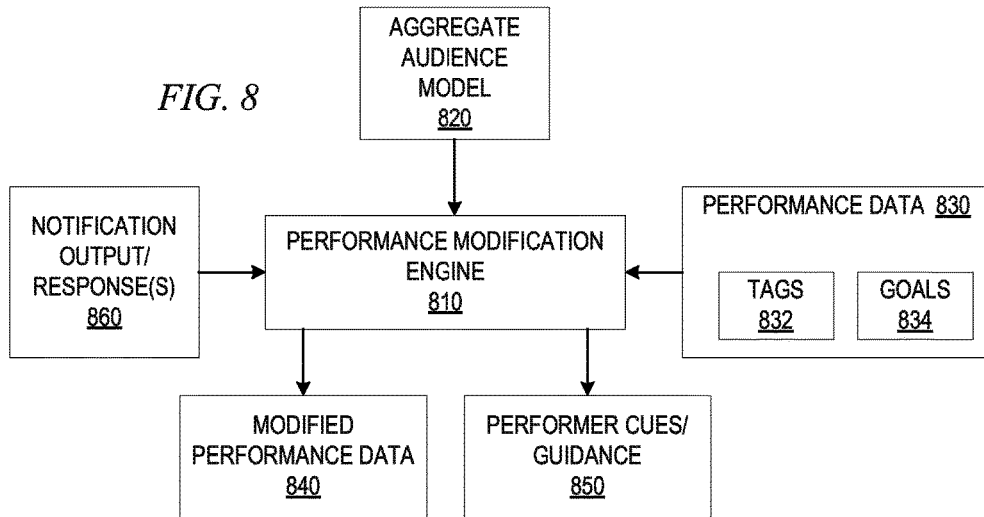 AGGREGATE
AUDIENCE
MODEL
820
FIG. 8
NOTIFICATION
OUTPUT/
RESPONSE(S)
860
PERFORMANCE MODIFICATION
ENGINE
810
PERFORMANCE DATA 830
TAGS
832
GOALS
834
MODIFIED
PERFORMANCE DATA
840
PERFORMER CUES/
GUIDANCE
850